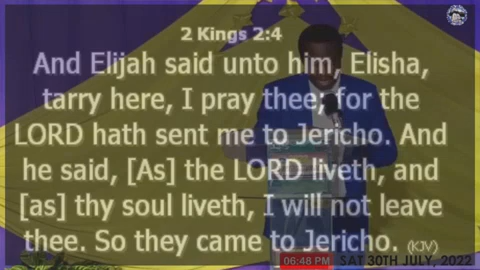 2 Kings 2:4
And Elijah said unto him, Elisha,
tarry here, I pray thee; for the
LORD hath sent me to Jericho. And
he said, [As] the LORD liveth, and
[as] thy soul liveth, I will not leave
thee. So they came to Jericho. (KJV)
06:48 PM SAT 30TH JULY, 2022